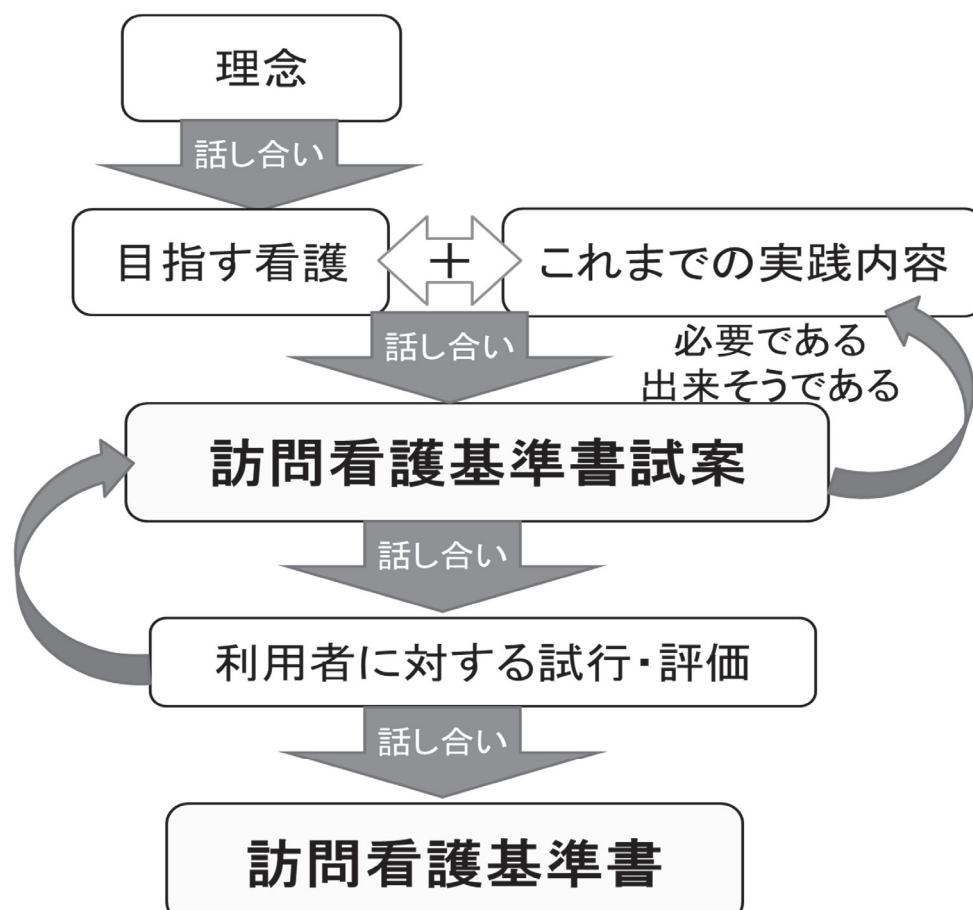 理念
話し合い
目指す看護
＋
これまでの実践内容
話し合い
必要である
出来そうである
訪問看護基準書試案
話し合い
利用者に対する試行・評価
話し合い
訪問看護基準書